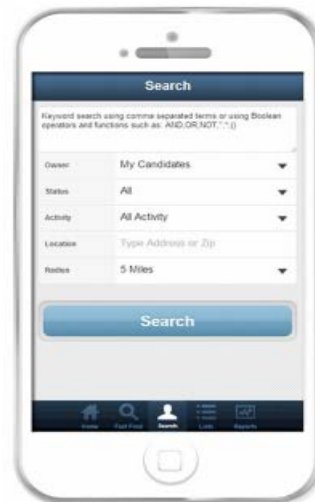 Search
Keyword search using comma separated terms or using Boolean
operators and functions such as: AND,OR,NOT,",*,()
Owner My Candidates
Status All
Activity All Activity
Location Type Address or Zip
Radius 5 Miles
Search
Home Fast Find Search Lists Reports